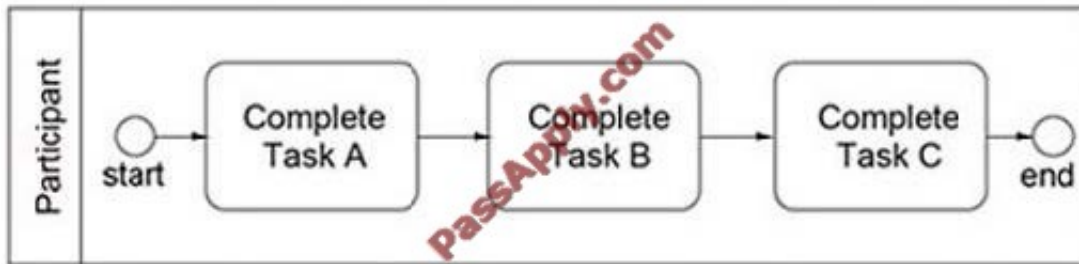 Participant
start
Complete
Task A
Complete
Task B
Complete
Task C
end
PassApply.com